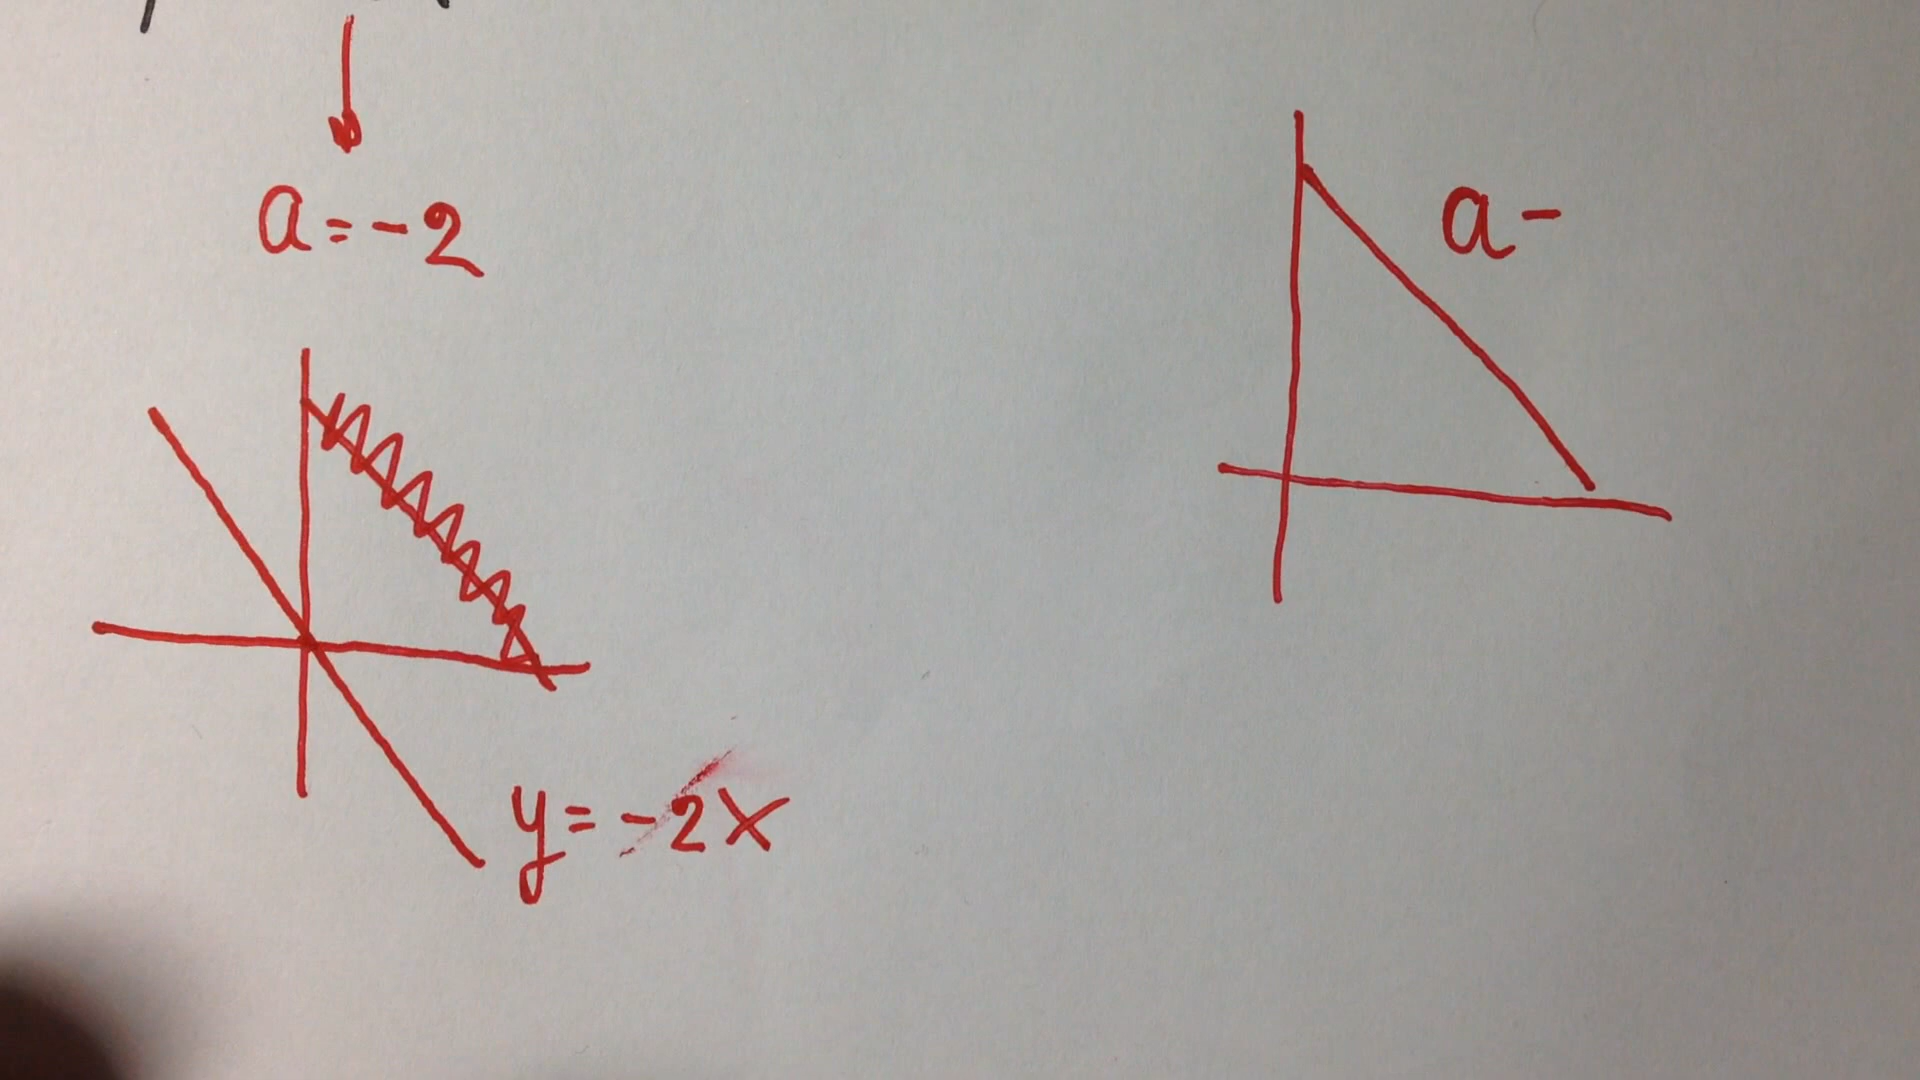 a = -2
a -
y = -2x